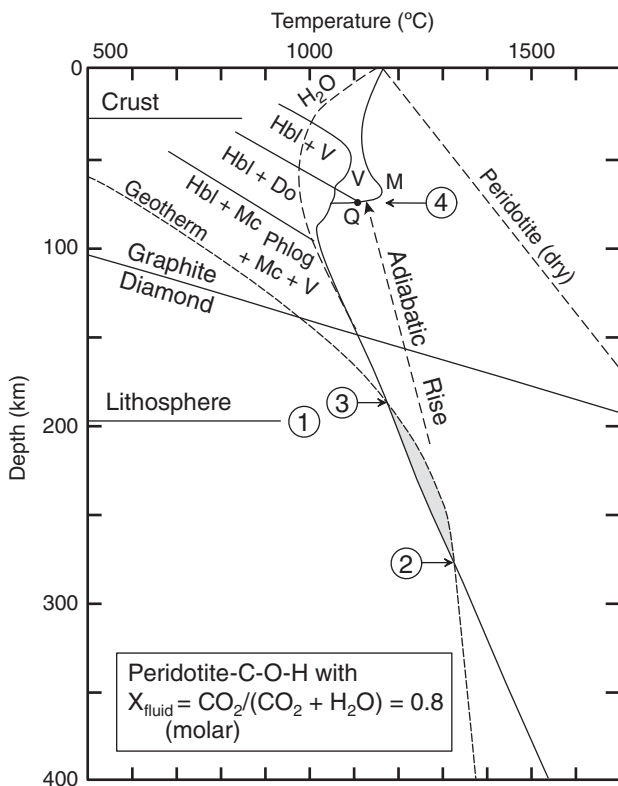 Temperature (ºC)
500
1000
1500
0
H2O
Crust
Hbl + V
Hbl + Do
V
M
Q
4
Peridotite (dry)
Hbl + Mc
Phlog
+ Mc + V
Geotherm
100
Graphite
Diamond
Adiabatic
Rise
3
Lithosphere
1
200
Depth (km)
2
300
Peridotite-C-O-H with
Xfluid = CO2/(CO2 + H2O) = 0.8
(molar)
400